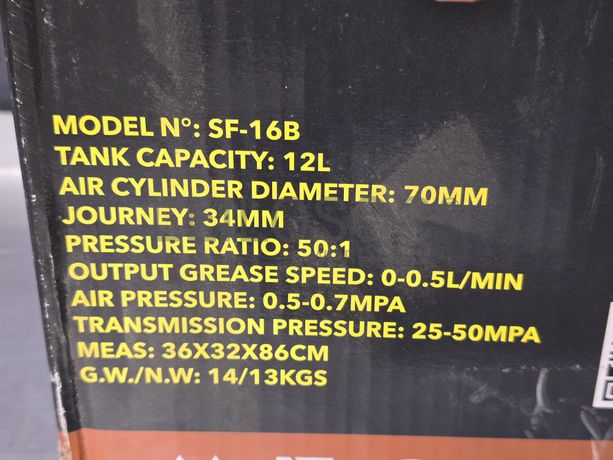 MODEL N°: SF-16B
TANK CAPACITY: 12L
AIR CYLINDER DIAMETER: 70MM
JOURNEY: 34MM
PRESSURE RATIO: 50:1
OUTPUT GREASE SPEED: 0-0.5L/MIN
AIR PRESSURE: 0.5-0.7MPA
TRANSMISSION PRESSURE: 25-50MPA
MEAS: 36X32X86CM
G.W./N.W: 14/13KGS